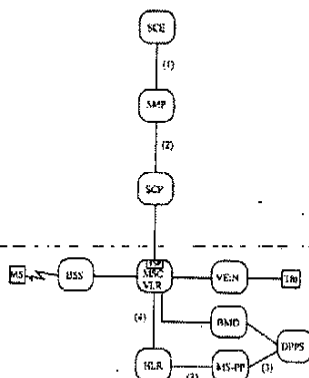 SCE
(1)
SMP
(2)
SCP
MSC
VLR
MS
BSS
VE:N
(4)
BMD
DPPS
HLR
MS-PP
(3)